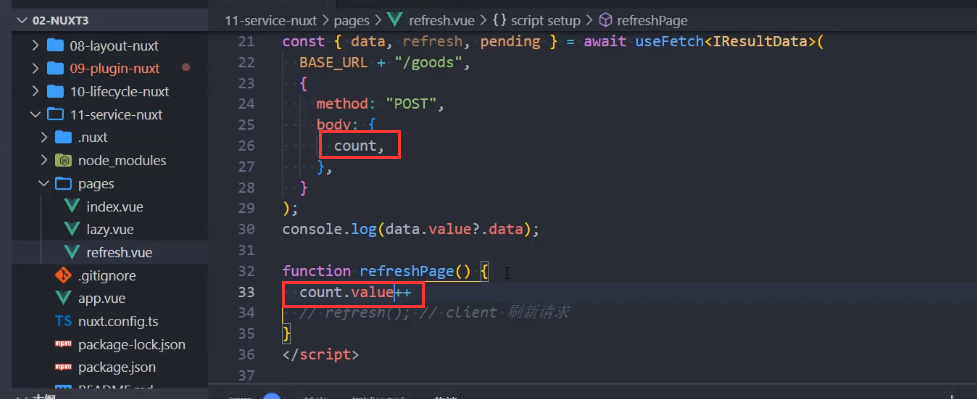 02-NUXT3
08-layout-nuxt
09-plugin-nuxt
10-lifecycle-nuxt
11-service-nuxt
.nuxt
node_modules
pages
index.vue
lazy.vue
refresh.vue
.gitignore
app.vue
TS nuxt.config.ts
npm package-lock.json
npm package.json
README.md
11-service-nuxt > pages > refresh.vue > {} script setup > refreshPage
21 const { data, refresh, pending } = await useFetch<IResultData>(
22 BASE_URL + "/goods",
23 {
24 method: "POST",
25 body: {
26 count,
27 },
28 }
29 );
30 console.log(data.value?.data);
31
32 function refreshPage() {
33 count.value++
34 // refresh(); // client 刷新请求
35 }
36 </script>
37